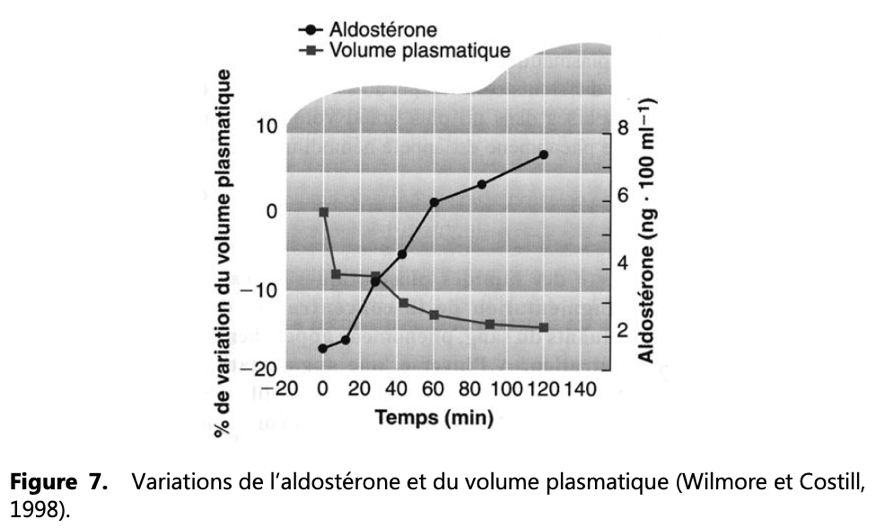 Aldostérone
Volume plasmatique
% de variation du volume plasmatique
10
0
−10
−20
8
6
4
2
Aldostérone (ng · 100 ml−1)
−20 0 20 40 60 80 100 120 140
Temps (min)
Figure 7. Variations de l’aldostérone et du volume plasmatique (Wilmore et Costill,
1998).